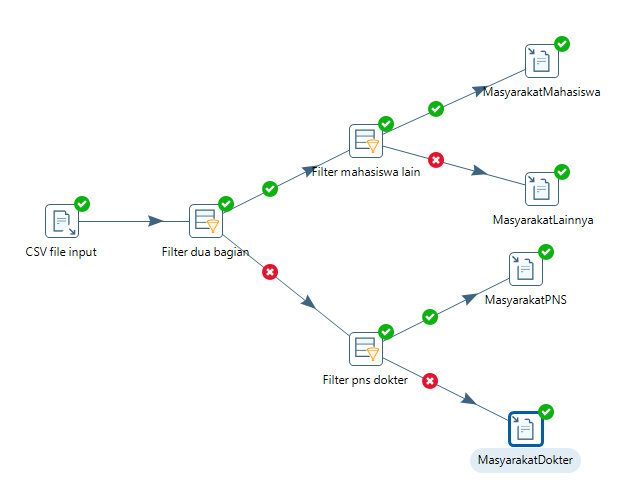 MasyarakatMahasiswa
Filter mahasiswa lain
MasyarakatLainnya
CSV file input
Filter dua bagian
MasyarakatPNS
Filter pns dokter
MasyarakatDokter